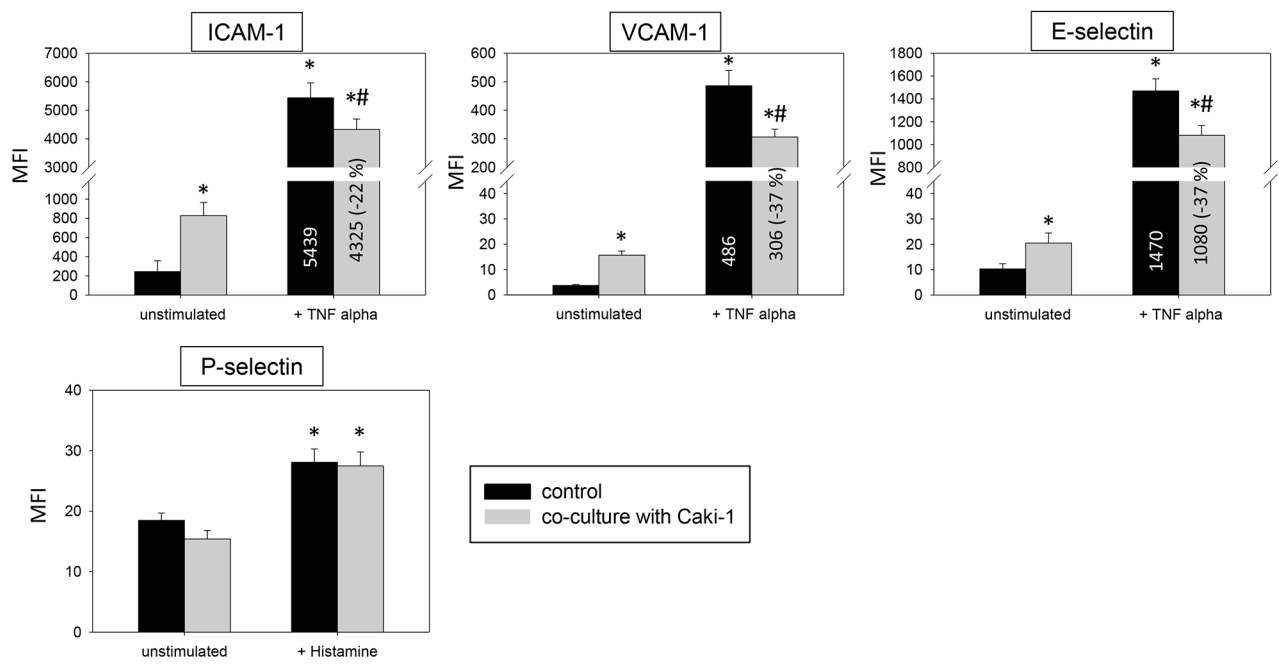 ICAM-1
MFI
7000
6000
5000
4000
3000
1000
800
600
400
200
0
*
*
*#
5439
4325 (-22 %)
unstimulated
+ TNF alpha
VCAM-1
MFI
600
500
400
300
200
40
30
20
10
0
*
*
*#
486
306 (-37 %)
unstimulated
+ TNF alpha
E-selectin
MFI
1800
1600
1400
1200
1000
800
40
30
20
10
0
*
*
*#
1470
1080 (-37 %)
unstimulated
+ TNF alpha
P-selectin
MFI
40
30
20
10
0
*
*
unstimulated
+ Histamine
control
co-culture with Caki-1